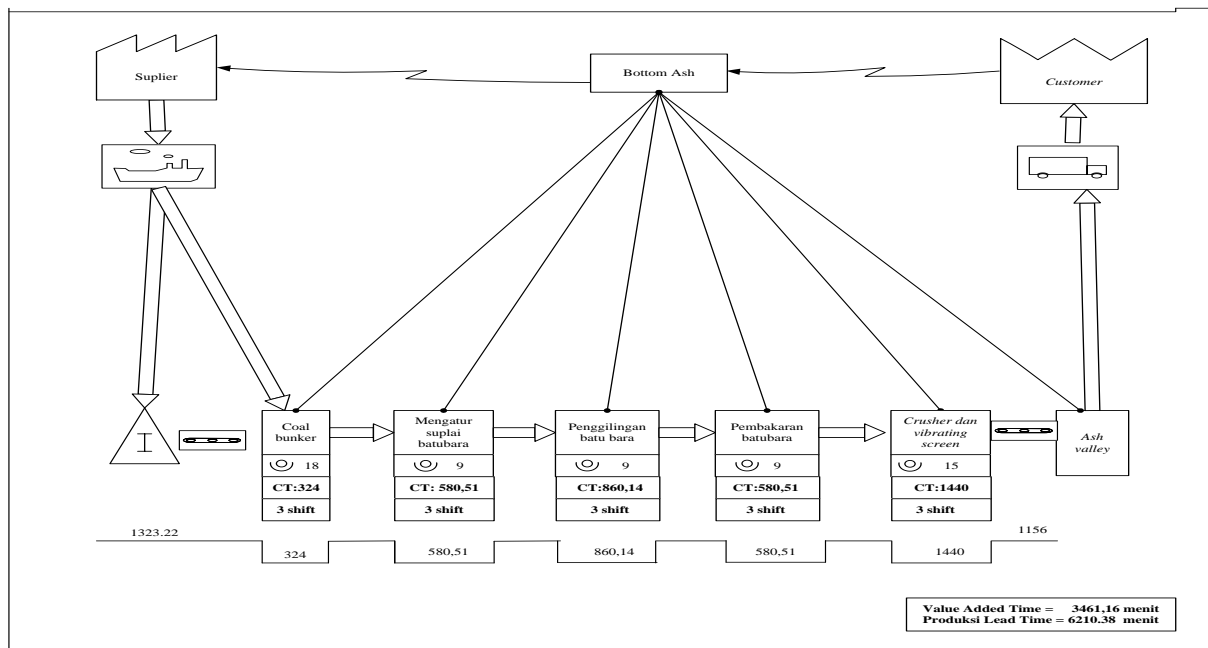 Suplier
Bottom Ash
Customer
I
Coal
bunker
18
CT:324
3 shift
Mengatur
suplai
batubara
9
CT: 580,51
3 shift
Penggilingan
batu bara
9
CT:860,14
3 shift
Pembakaran
batubara
9
CT:580,51
3 shift
Crusher dan
vibrating
screen
15
CT:1440
3 shift
Ash
valley
1323.22
324
580,51
860,14
580,51
1440
1156
Value Added Time = 3461,16 menit
Produksi Lead Time = 6210.38 menit